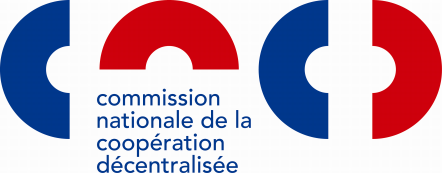 commission
nationale de la
coopération
décentralisée